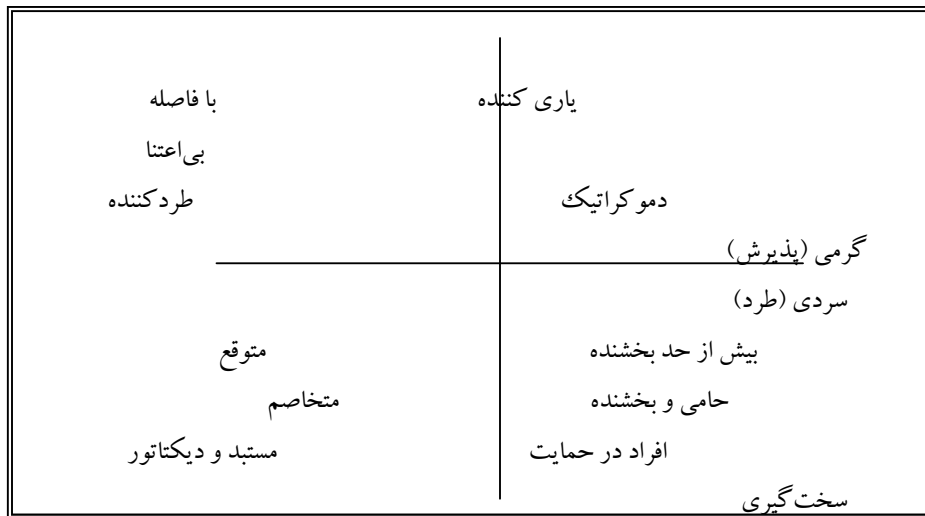 یاری کننده با فاصله
بی‌اعتنا
دموکراتیک طردکننده
گرمی (پذیرش)
سردی (طرد)
بیش از حد بخشنده متوقع
حامی و بخشنده متخاصم
افراد در حمایت مستبد و دیکتاتور
سخت‌گیری